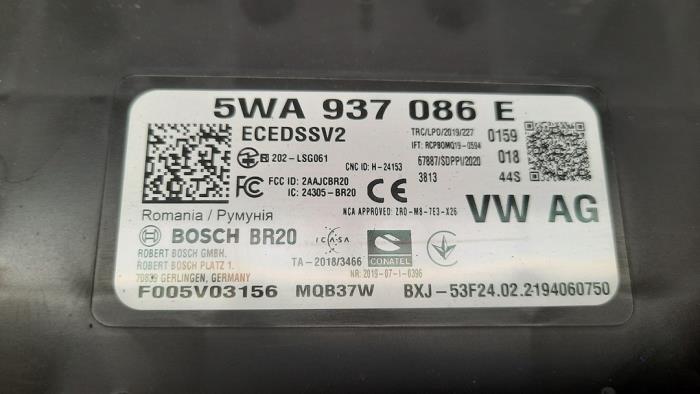 5WA 937 086 E
ECEDSSV2
TRC/LPD/2019/227
0159
202-LSG061
IFT: RCPBOMQ19-0594
018
CNC ID: H-24153
67887/SDPPI/2020
FCC ID: 2AAJCBR20
3813
44S
IC: 24305-BR20
CE
NCA APPROVED: ZRO-M8-7E3-X26
VW AG
Romania / Румунія
BOSCH BR20
ICASA
CONATEL
ROBERT BOSCH GMBH.
ROBERT BOSCH PLATZ 1.
TA-2018/3466
70839 GERLINGEN, GERMANY
NR: 2019-07-1-0396
F005V03156 MQB37W BXJ-53F24.02.2194060750